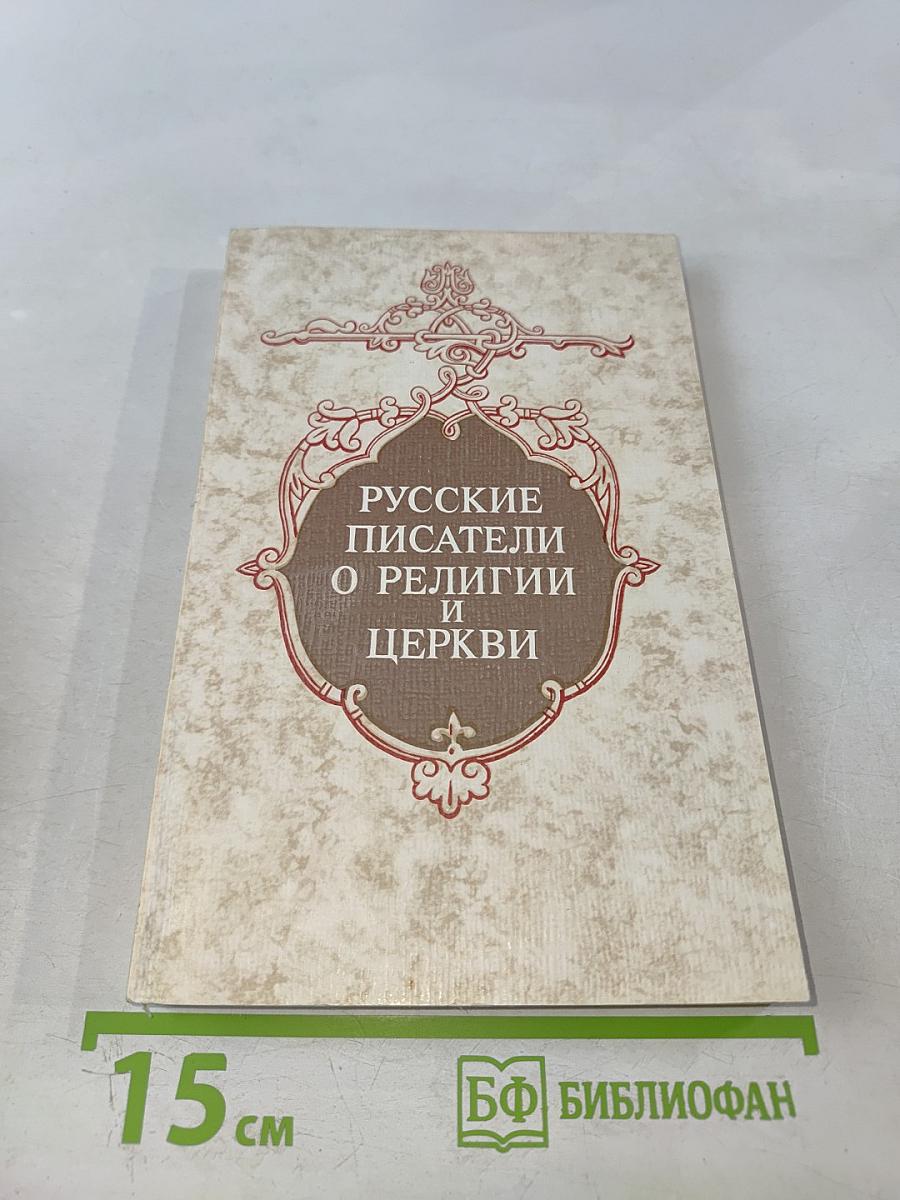 РУССКИЕ
ПИСАТЕЛИ
О РЕЛИГИИ
И
ЦЕРКВИ
15 см
БФ БИБЛИОФАН